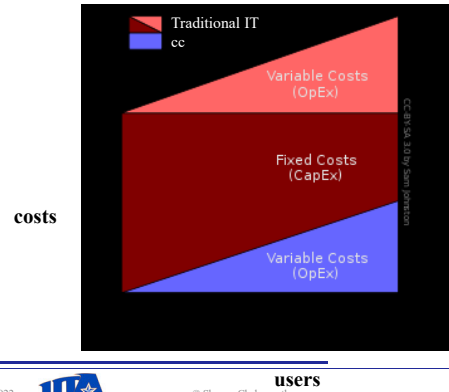 Traditional IT
cc
Variable Costs
(OpEx)
Fixed Costs
(CapEx)
CC-BY-SA 3.0 by Sam Johnston
costs
Variable Costs
(OpEx)
users